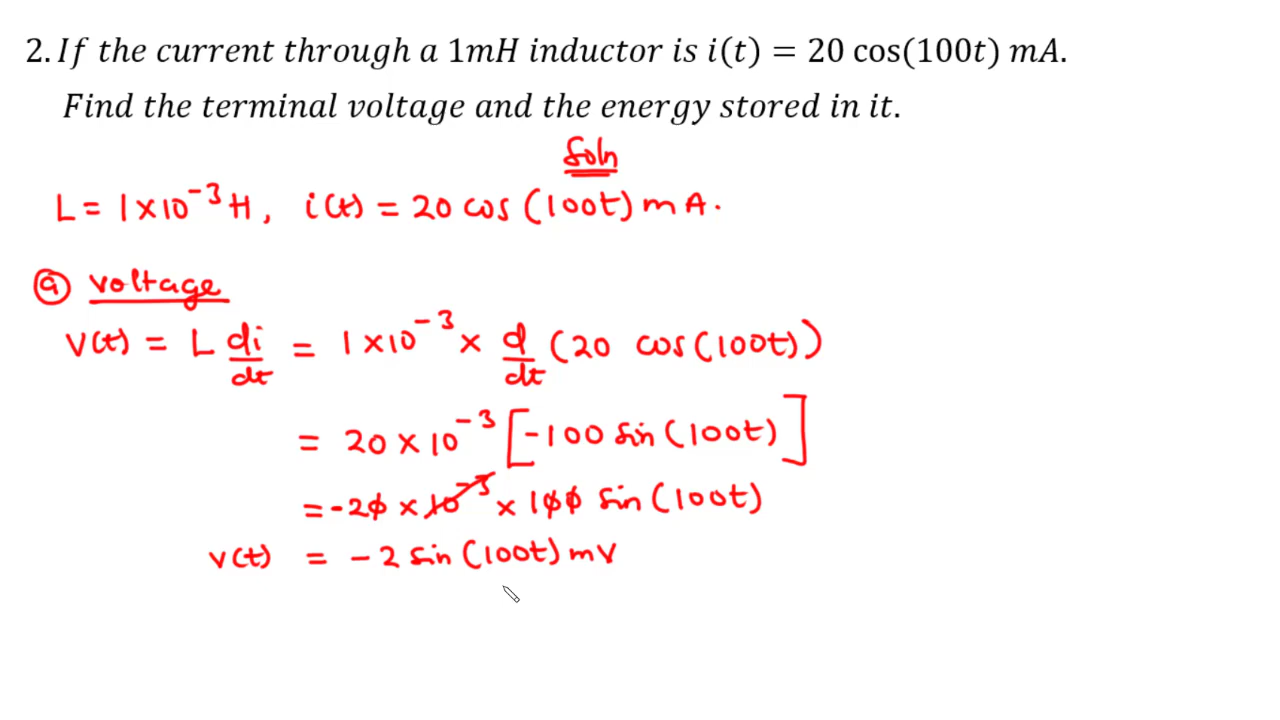 2. If the current through a 1mH inductor is i(t) = 20 cos(100t) mA.
Find the terminal voltage and the energy stored in it.
Soln
L = 1 × 10⁻³ H, i(t) = 20 cos (100t) mA.
ⓐ voltage
V(t) = L di/dt = 1 × 10⁻³ × d/dt (20 cos(100t))
= 20 × 10⁻³ [-100 sin(100t)]
= -20 × 10⁻³ × 100 sin(100t)
v(t) = -2 sin(100t) mV